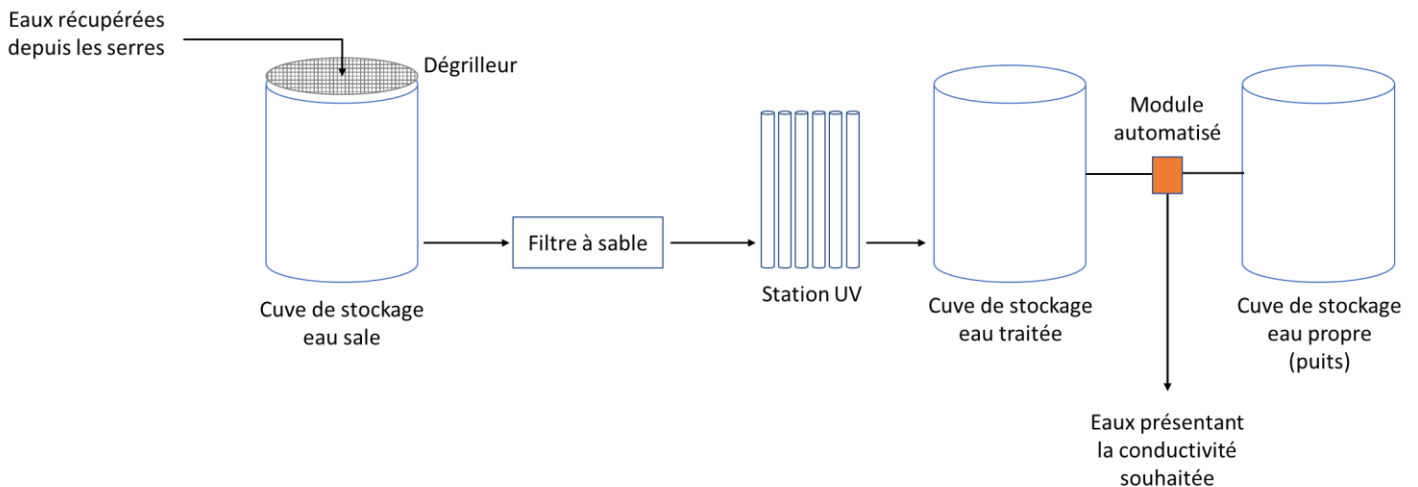 Eaux récupérées
depuis les serres
Dégrilleur
Cuve de stockage
eau sale
Filtre à sable
Station UV
Cuve de stockage
eau traitée
Module
automatisé
Cuve de stockage
eau propre
(puits)
Eaux présentant
la conductivité
souhaitée